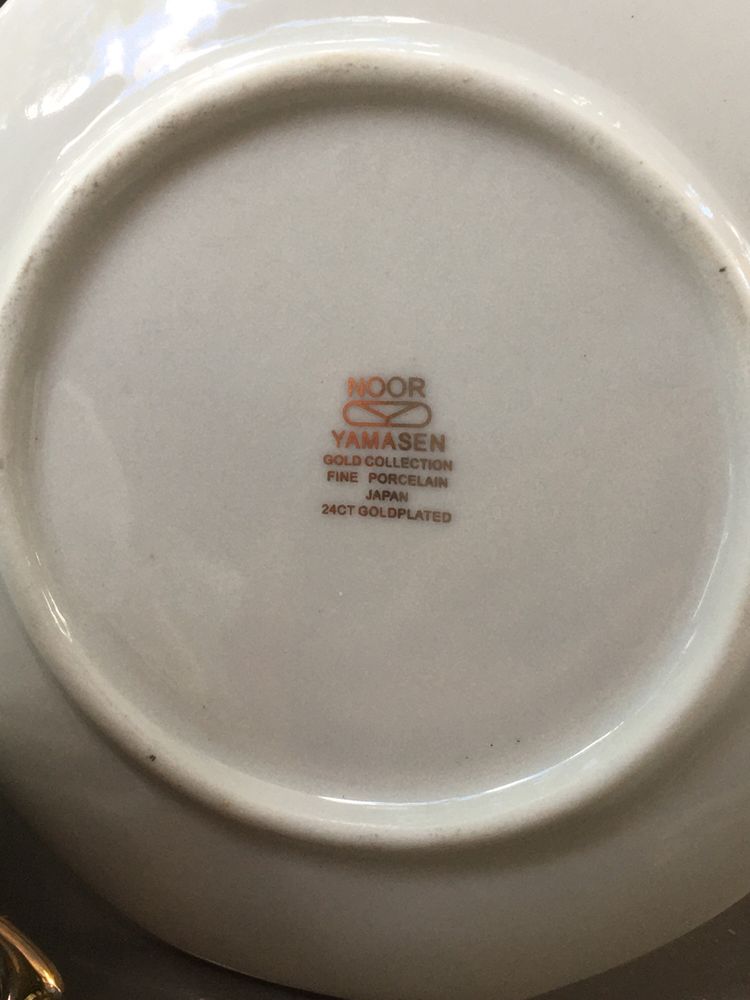 NOOR
YAMASEN
GOLD COLLECTION
FINE PORCELAIN
JAPAN
24CT GOLDPLATED